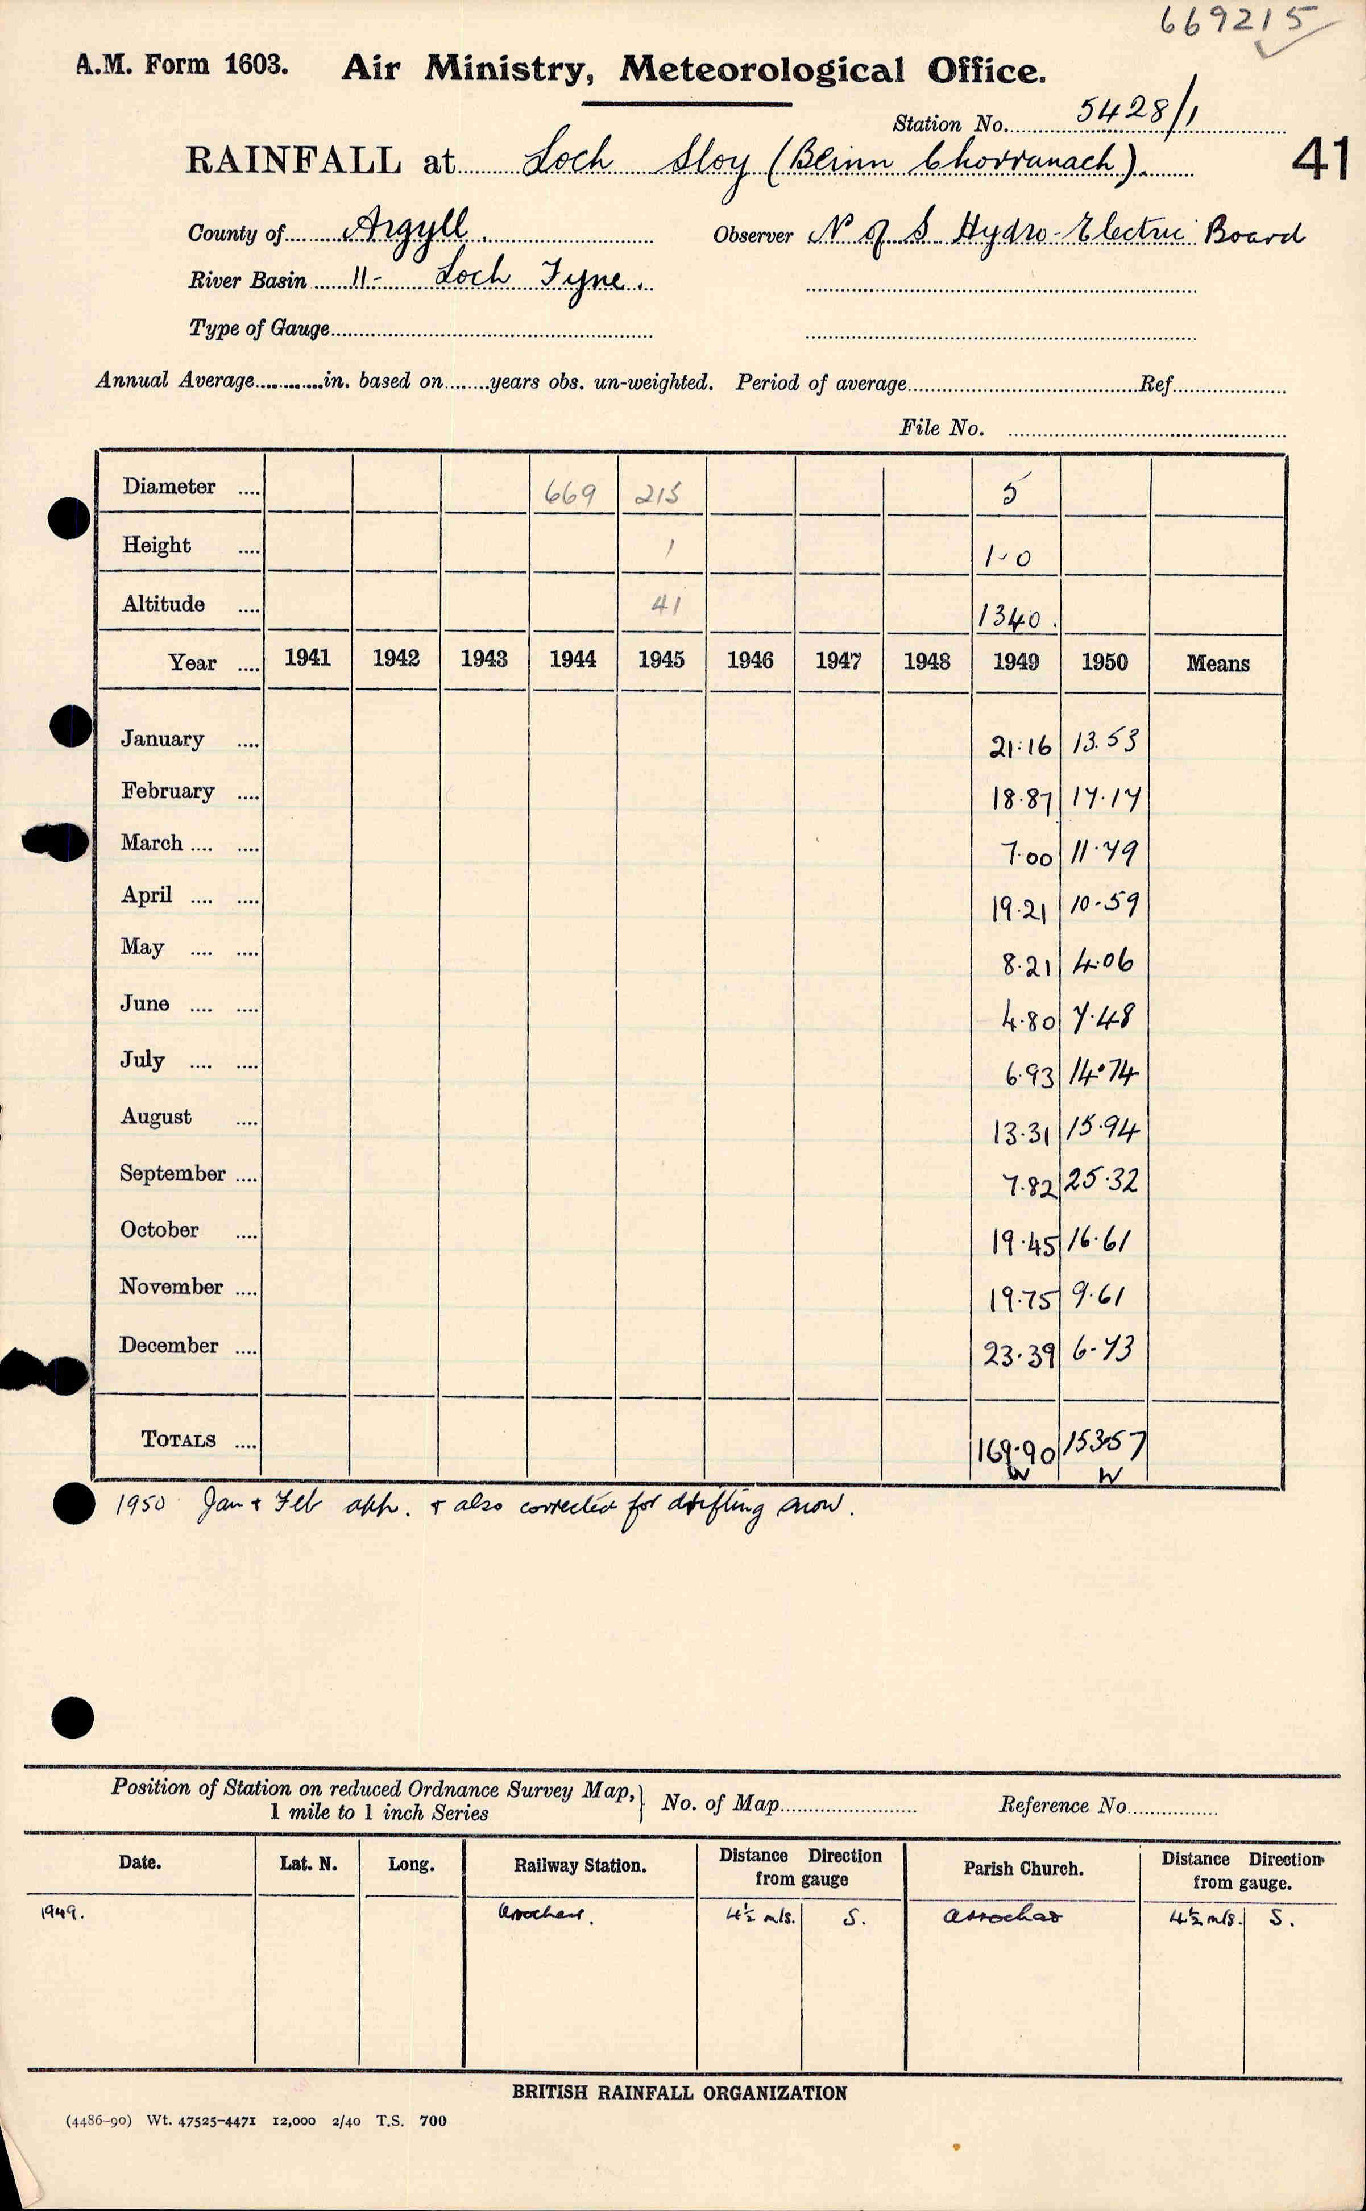 669215
A.M. Form 1603. Air Ministry, Meteorological Office.
Station No. 5428/1
RAINFALL at Loch Sloy (Beinn Chorranach). 41
County of Argyll. Observer N of S Hydro-Electric Board
River Basin 11- Loch Fyne.
Type of Gauge
Annual Average in. based on years obs. un-weighted. Period of average Ref
File No.
Diameter 669 215 5
Height 1 1-0
Altitude 41 1340.
Year 1941 1942 1943 1944 1945 1946 1947 1948 1949 1950 Means
January 21.16 13.53
February 18.87 17.17
March 7.00 11.79
April 19.21 10.59
May 8.21 4.06
June 4.80 7.48
July 6.93 14.74
August 13.31 15.94
September 7.82 25.32
October 19.45 16.61
November 19.75 9.61
December 23.39 6.73
TOTALS 169.90 153.57
W W
1950 Jan & Feb app. & also corrected for drifting snow.
Position of Station on reduced Ordnance Survey Map, 1 mile to 1 inch Series } No. of Map Reference No.
Date. Lat. N. Long. Railway Station. Distance Direction from gauge Parish Church. Distance Direction from gauge.
1949. Arrochar. 4½ mls. S. Arrochar 4½ mls. S.
BRITISH RAINFALL ORGANIZATION
(4486-90) Wt. 47525-4471 12,000 2/40 T.S. 700